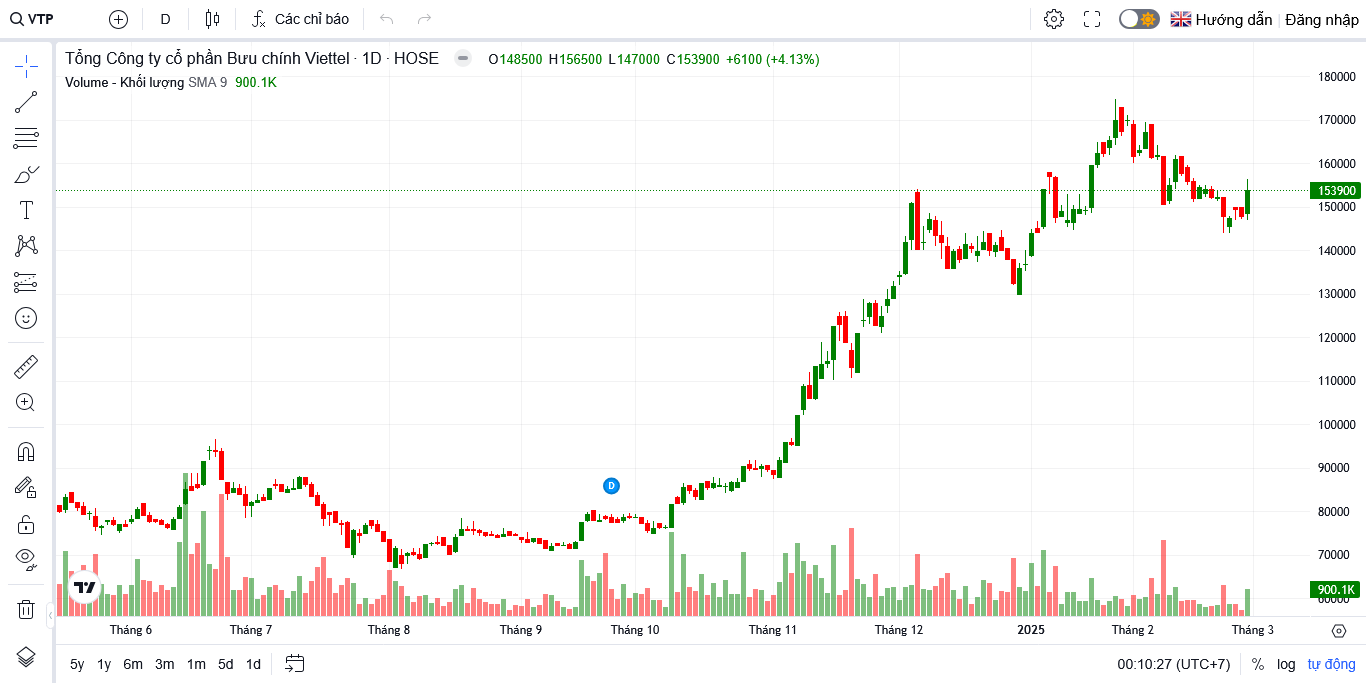 VTP D Các chỉ báo Hướng dẫn Đăng nhập
Tổng Công ty cổ phần Bưu chính Viettel · 1D · HOSE O148500 H156500 L147000 C153900 +6100 (+4.13%)
Volume - Khối lượng SMA 9 900.1K
180000
170000
160000
153900
150000
140000
130000
120000
110000
100000
90000
D
80000
70000
900.1K
60000
Tháng 6 Tháng 7 Tháng 8 Tháng 9 Tháng 10 Tháng 11 Tháng 12 2025 Tháng 2 Tháng 3
5y 1y 6m 3m 1m 5d 1d 00:10:27 (UTC+7) % log tự động